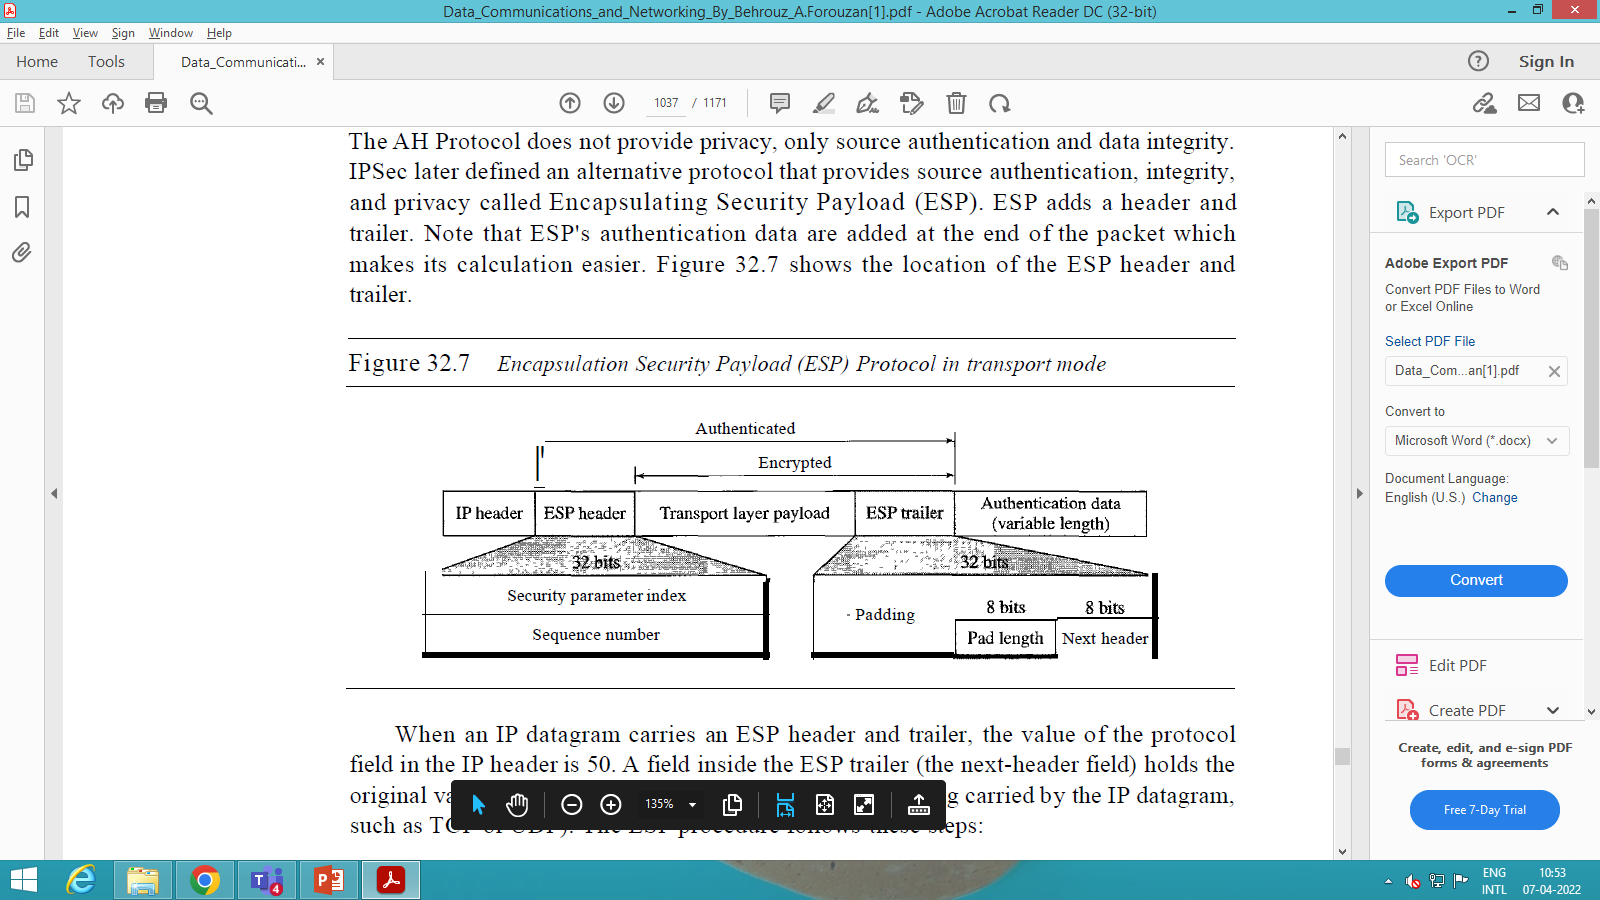 Data_Communications_and_Networking_By_Behrouz_A.Forouzan[1].pdf - Adobe Acrobat Reader DC (32-bit)
File Edit View Sign Window Help
Home Tools Data_Communicati... × Sign In
1037 / 1171
The AH Protocol does not provide privacy, only source authentication and data integrity.
IPSec later defined an alternative protocol that provides source authentication, integrity,
and privacy called Encapsulating Security Payload (ESP). ESP adds a header and
trailer. Note that ESP's authentication data are added at the end of the packet which
makes its calculation easier. Figure 32.7 shows the location of the ESP header and
trailer.
Figure 32.7 Encapsulation Security Payload (ESP) Protocol in transport mode
Authenticated
Encrypted
IP header ESP header Transport layer payload ESP trailer Authentication data
(variable length)
32 bits 32 bits
Security parameter index
Sequence number
- Padding
8 bits 8 bits
Pad length Next header
When an IP datagram carries an ESP header and trailer, the value of the protocol
field in the IP header is 50. A field inside the ESP trailer (the next-header field) holds the
original carried by the IP datagram,
such as steps:
135%
Search 'OCR'
Export PDF
Adobe Export PDF
Convert PDF Files to Word
or Excel Online
Select PDF File
Data_Com...an[1].pdf
Convert to
Microsoft Word (*.docx)
Document Language:
English (U.S.) Change
Convert
Edit PDF
Create PDF
Create, edit, and e-sign PDF
forms & agreements
Free 7-Day Trial
4
ENG
INTL
10:53
07-04-2022